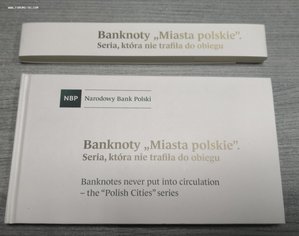 Banknoty „Miasta polskie”.
Seria, która nie trafiła do obiegu
NBP Narodowy Bank Polski
Banknoty „Miasta polskie”.
Seria, która nie trafiła do obiegu
Banknotes never put into circulation
– the “Polish Cities” series